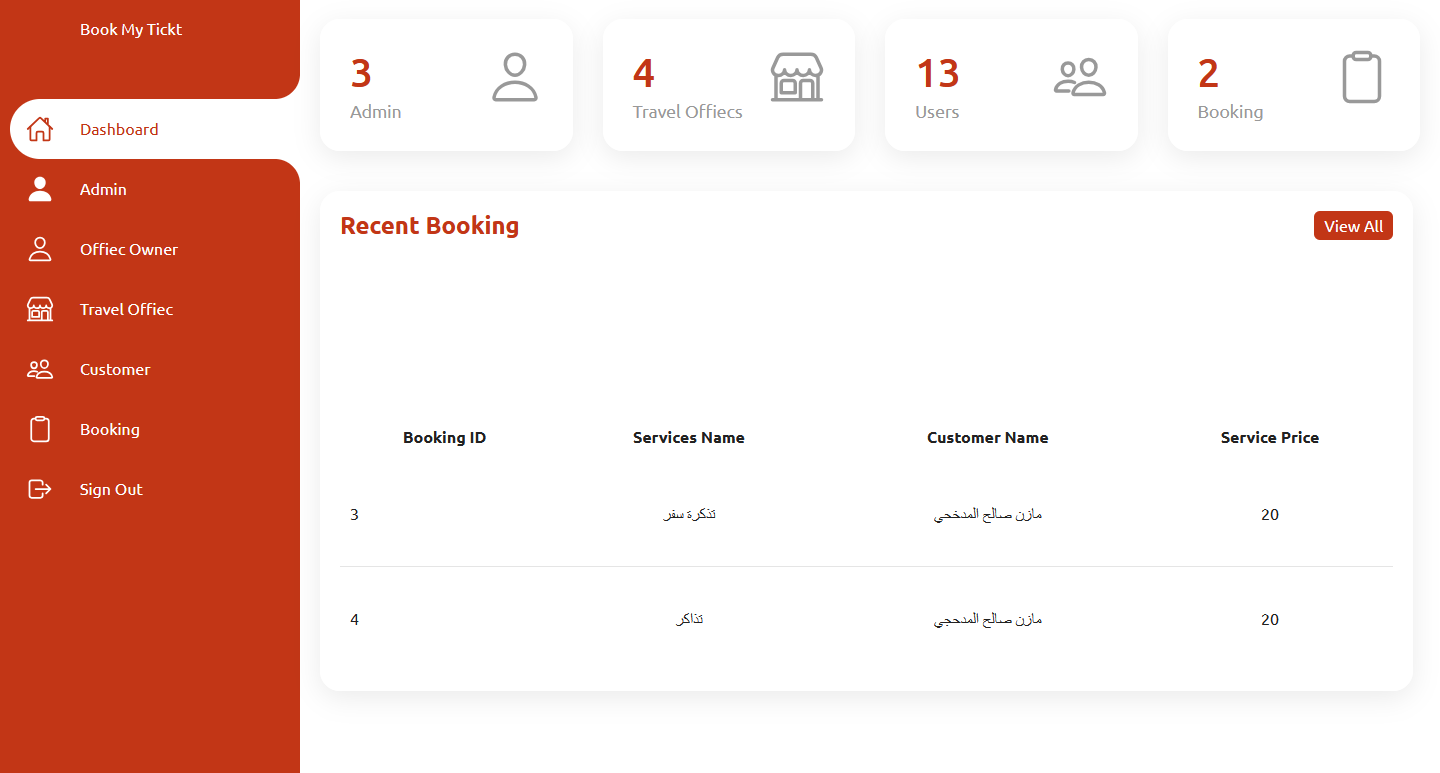 Book My Tickt
Dashboard
Admin
Offiec Owner
Travel Offiec
Customer
Booking
Sign Out
3
Admin
4
Travel Offiecs
13
Users
2
Booking
Recent Booking
View All
Booking ID Services Name Customer Name Service Price
3 تذكرة سفر مازن صالح المدخحي 20
4 تذاكر مازن صالح المدحجي 20